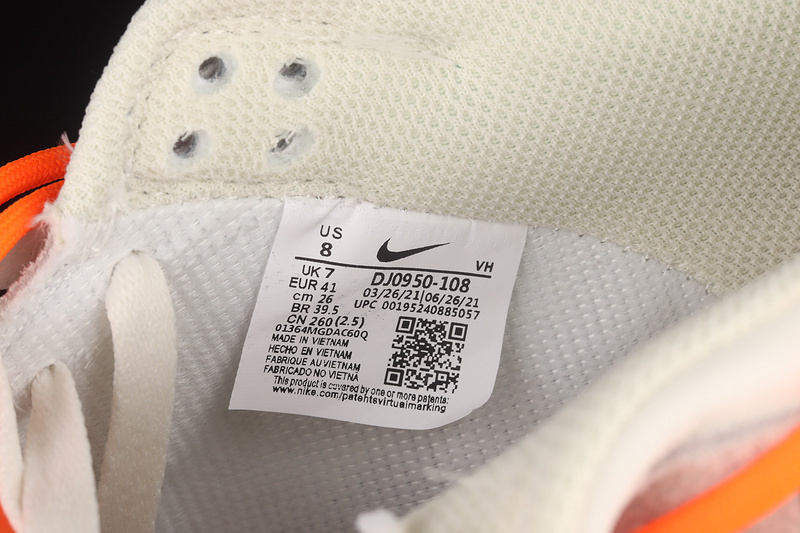 US
8
VH
UK 7
DJ0950-108
EUR 41
03/26/21|06/26/21
cm 26
UPC 00195240885057
BR 39.5
CN 260 (2.5)
01364MGDAC60Q
MADE IN VIETNAM
HECHO EN VIETNAM
FABRIQUE AU VIETNAM
FABRICADO NO VIETNA
This product is covered by one or more patents:
www.nike.com/patentsvirtualmarking